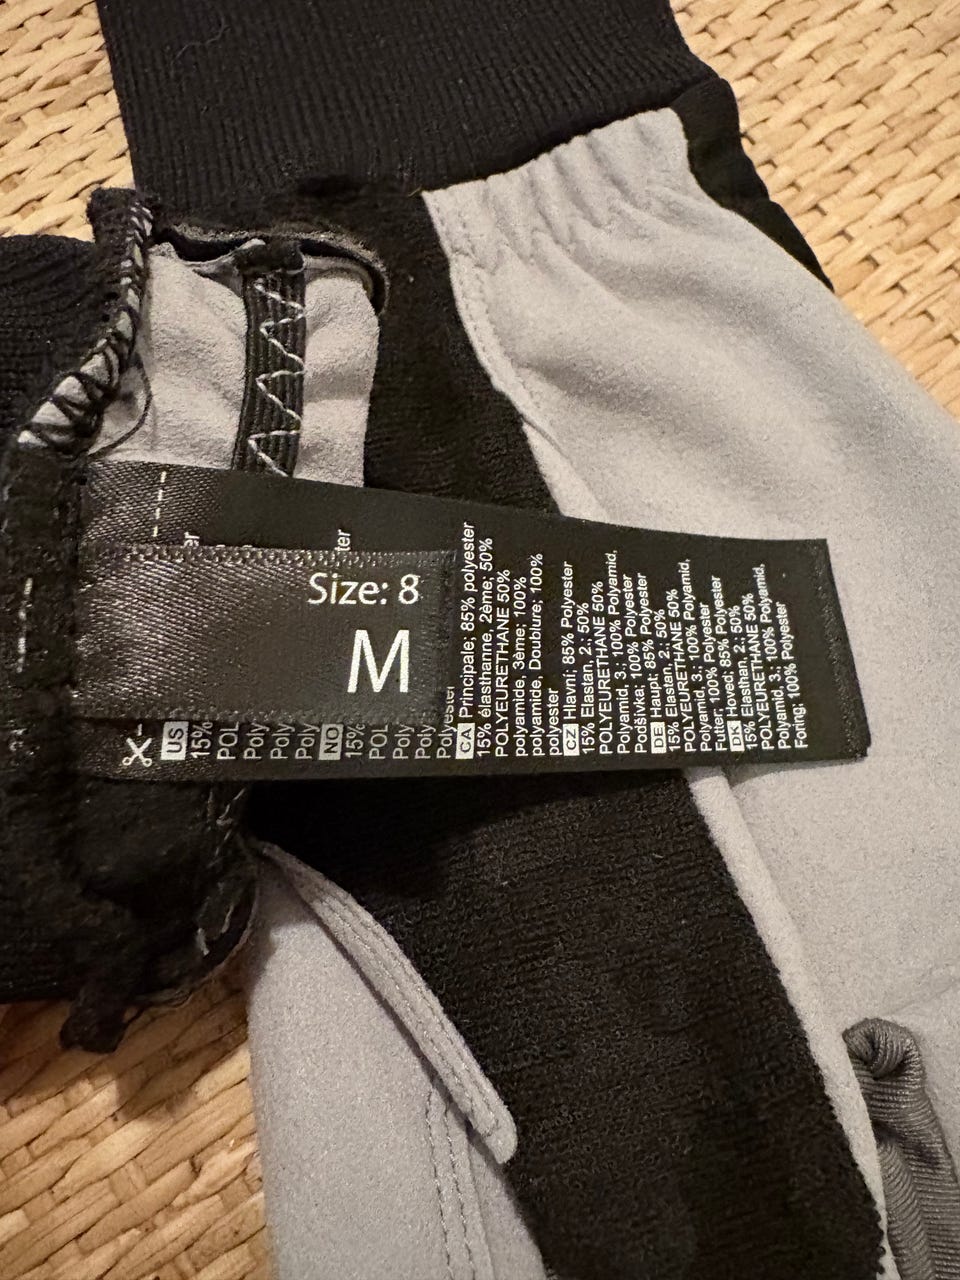 Size: 8
M
US
15%
POL
Poly
Poly
Poly
NO
15%
POL
Poly
Poly
Polyester
CA Principale; 85% polyester
15% élasthanne, 2ème; 50%
POLYEURETHANE 50%
polyamide, 3ème; 100%
polyamide, Doublure; 100%
polyester
CZ Hlavni; 85% Polyester
15% Elastan, 2.: 50%
POLYEURETHANE 50%
Polyamid, 3.; 100% Polyamid,
Podšivka; 100% Polyester
DE Haupt; 85% Polyester
15% Elastan, 2.: 50%
POLYEURETHANE 50%
Polyamid, 3.; 100% Polyamid,
Futter; 100% Polyester
DK Hoved; 85% Polyester
15% Elasthan, 2.: 50%
POLYEURETHANE 50%
Polyamid, 3.; 100% Polyamid,
Foring; 100% Polyester